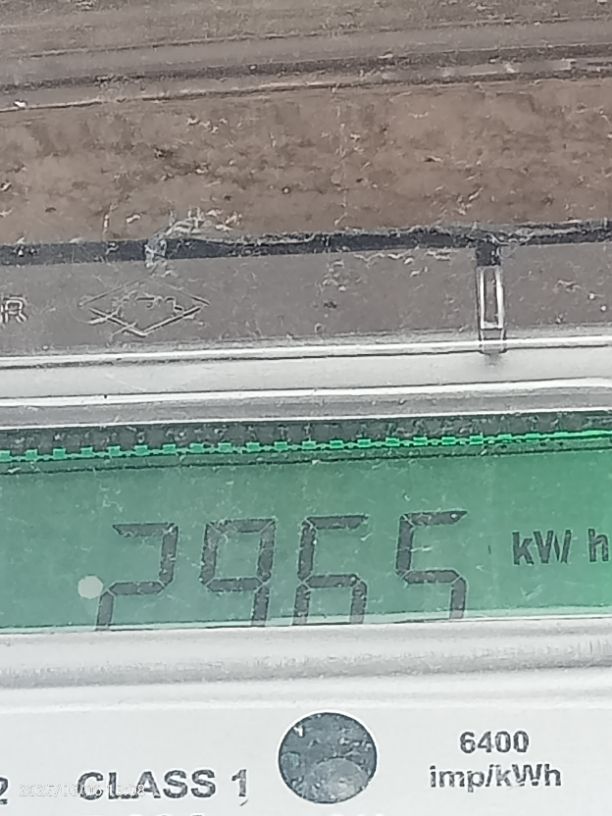 2965 kWh
6400
imp/kWh
CLASS 1